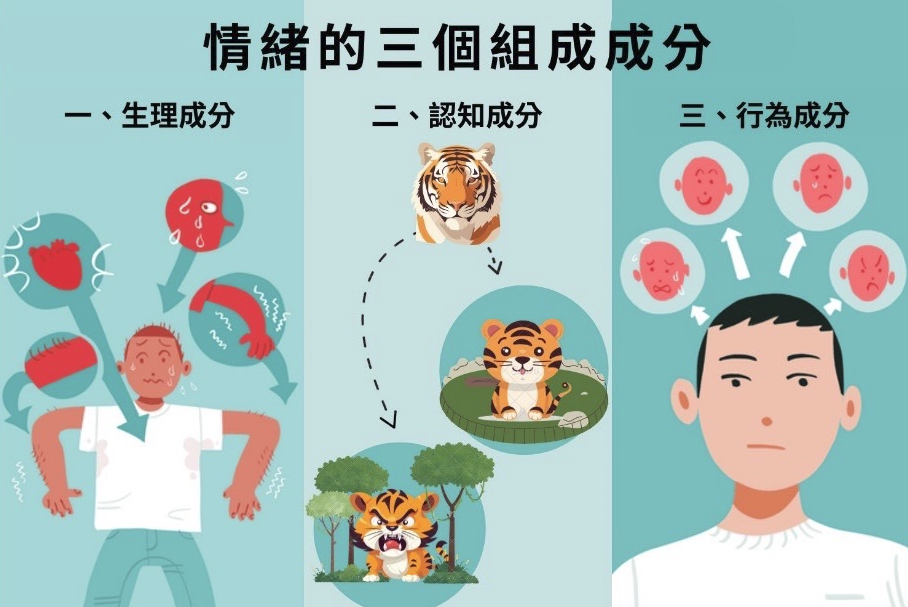 情緒的三個組成成分
一、生理成分
二、認知成分
三、行為成分